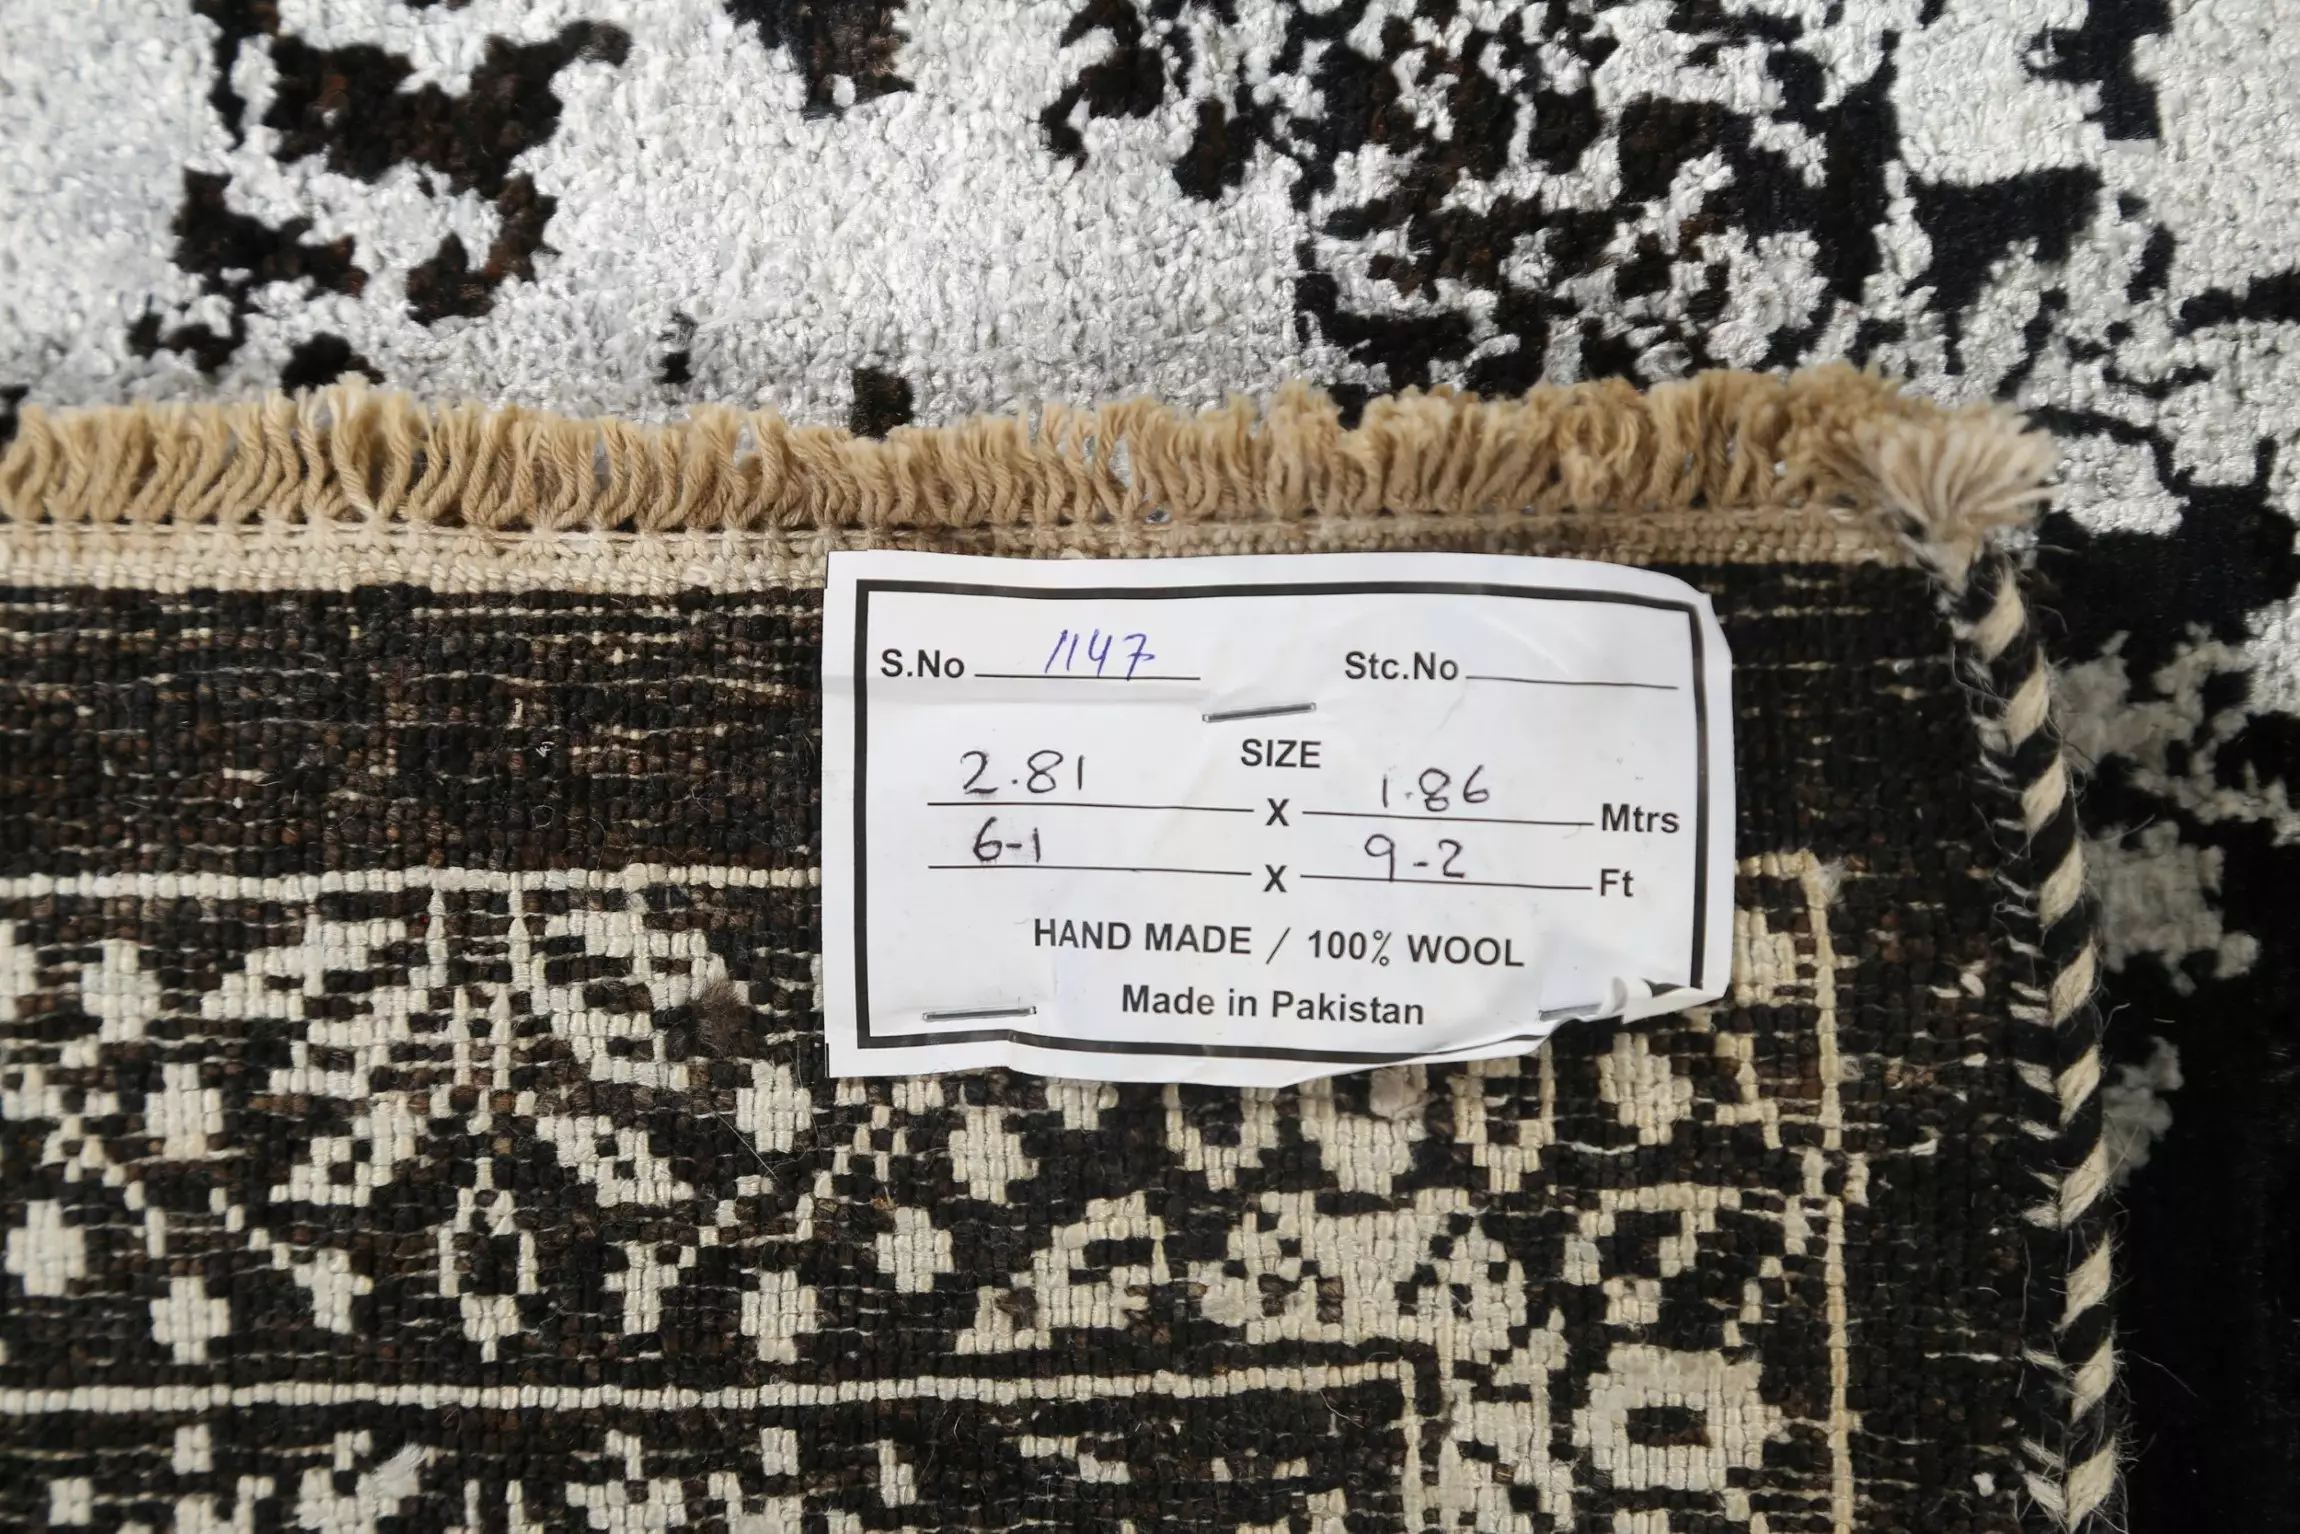 S.No 1147 Stc.No
SIZE
2.81 X 1.86 Mtrs
6-1 X 9-2 Ft
HAND MADE / 100% WOOL
Made in Pakistan